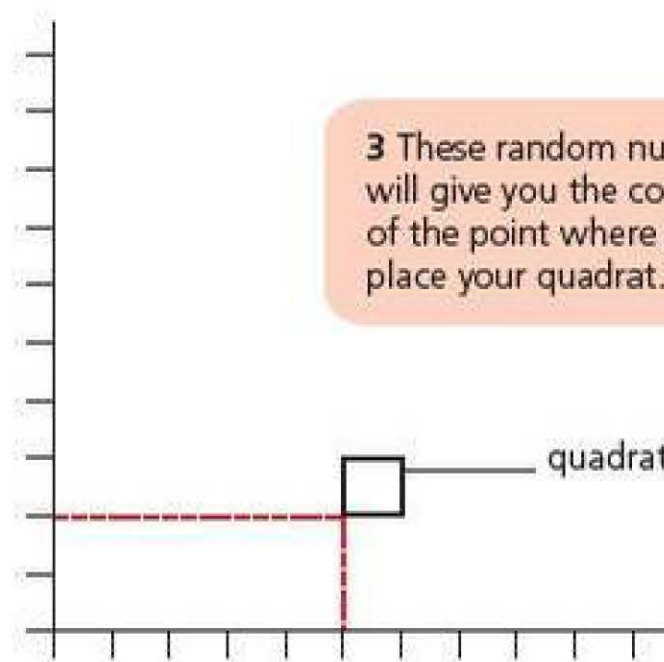 3 These random nu
will give you the co
of the point where
place your quadrat.
quadrat